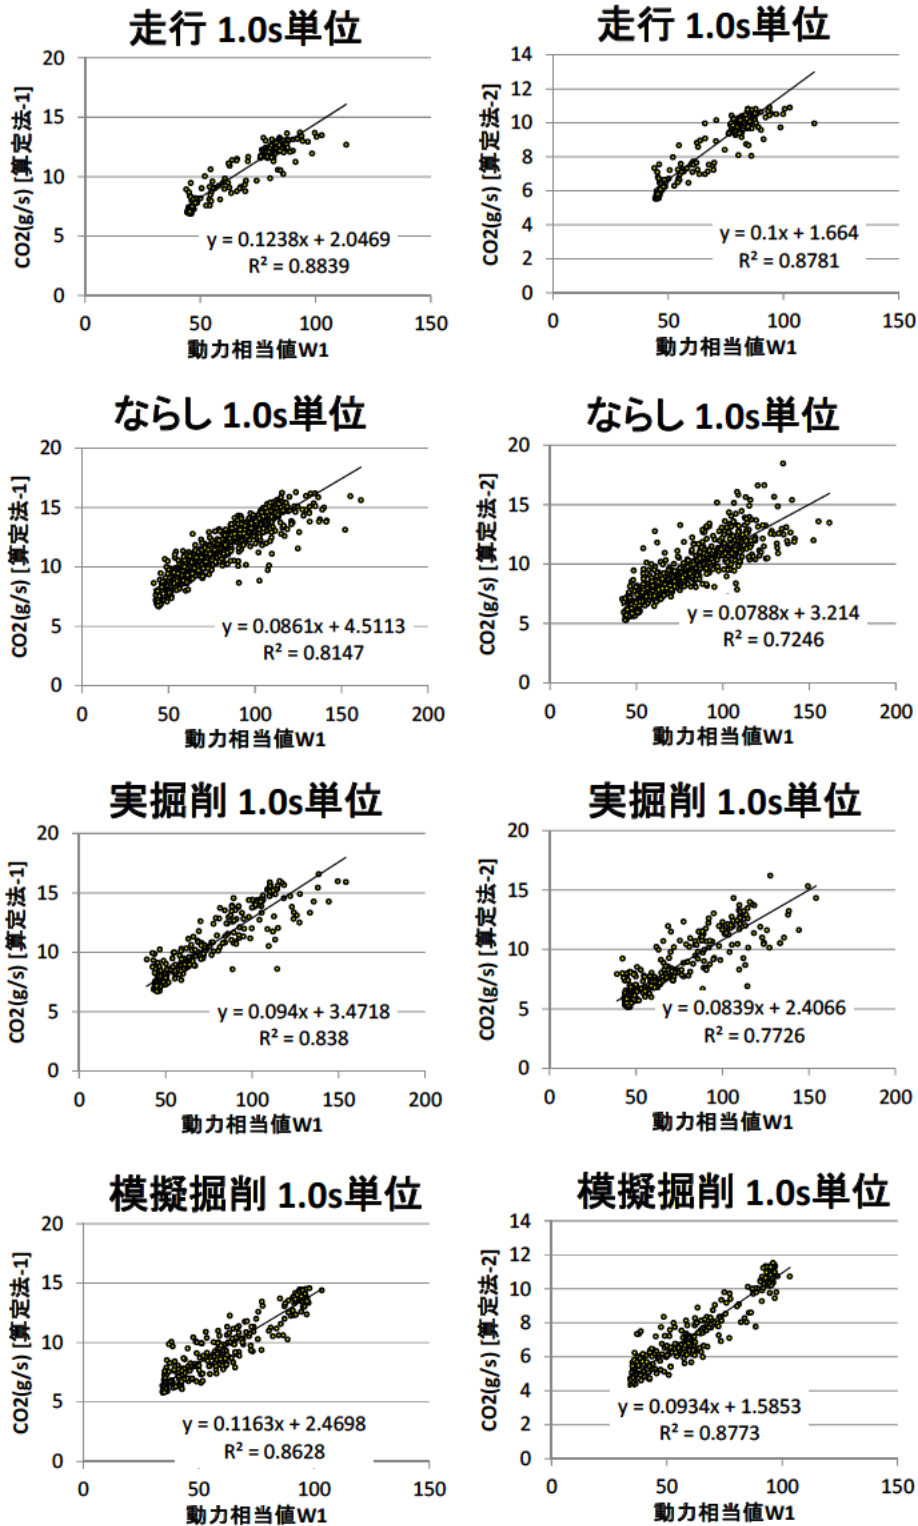 走行 1.0s単位
CO2(g/s) [算定法-1]
20
15
10
5
0
y = 0.1238x + 2.0469
R² = 0.8839
0 50 100 150
動力相当値W1
走行 1.0s単位
CO2(g/s) [算定法-2]
14
12
10
8
6
4
2
0
y = 0.1x + 1.664
R² = 0.8781
0 50 100 150
動力相当値W1
ならし 1.0s単位
CO2(g/s) [算定法-1]
20
15
10
5
0
y = 0.0861x + 4.5113
R² = 0.8147
0 50 100 150 200
動力相当値W1
ならし 1.0s単位
CO2(g/s) [算定法-2]
20
15
10
5
0
y = 0.0788x + 3.214
R² = 0.7246
0 50 100 150 200
動力相当値W1
実掘削 1.0s単位
CO2(g/s) [算定法-1]
20
15
10
5
0
y = 0.094x + 3.4718
R² = 0.838
0 50 100 150 200
動力相当値W1
実掘削 1.0s単位
CO2(g/s) [算定法-2]
20
15
10
5
0
y = 0.0839x + 2.4066
R² = 0.7726
0 50 100 150 200
動力相当値W1
模擬掘削 1.0s単位
CO2(g/s) [算定法-1]
20
15
10
5
0
y = 0.1163x + 2.4698
R² = 0.8628
0 50 100 150
動力相当値W1
模擬掘削 1.0s単位
CO2(g/s) [算定法-2]
14
12
10
8
6
4
2
0
y = 0.0934x + 1.5853
R² = 0.8773
0 50 100 150
動力相当値W1